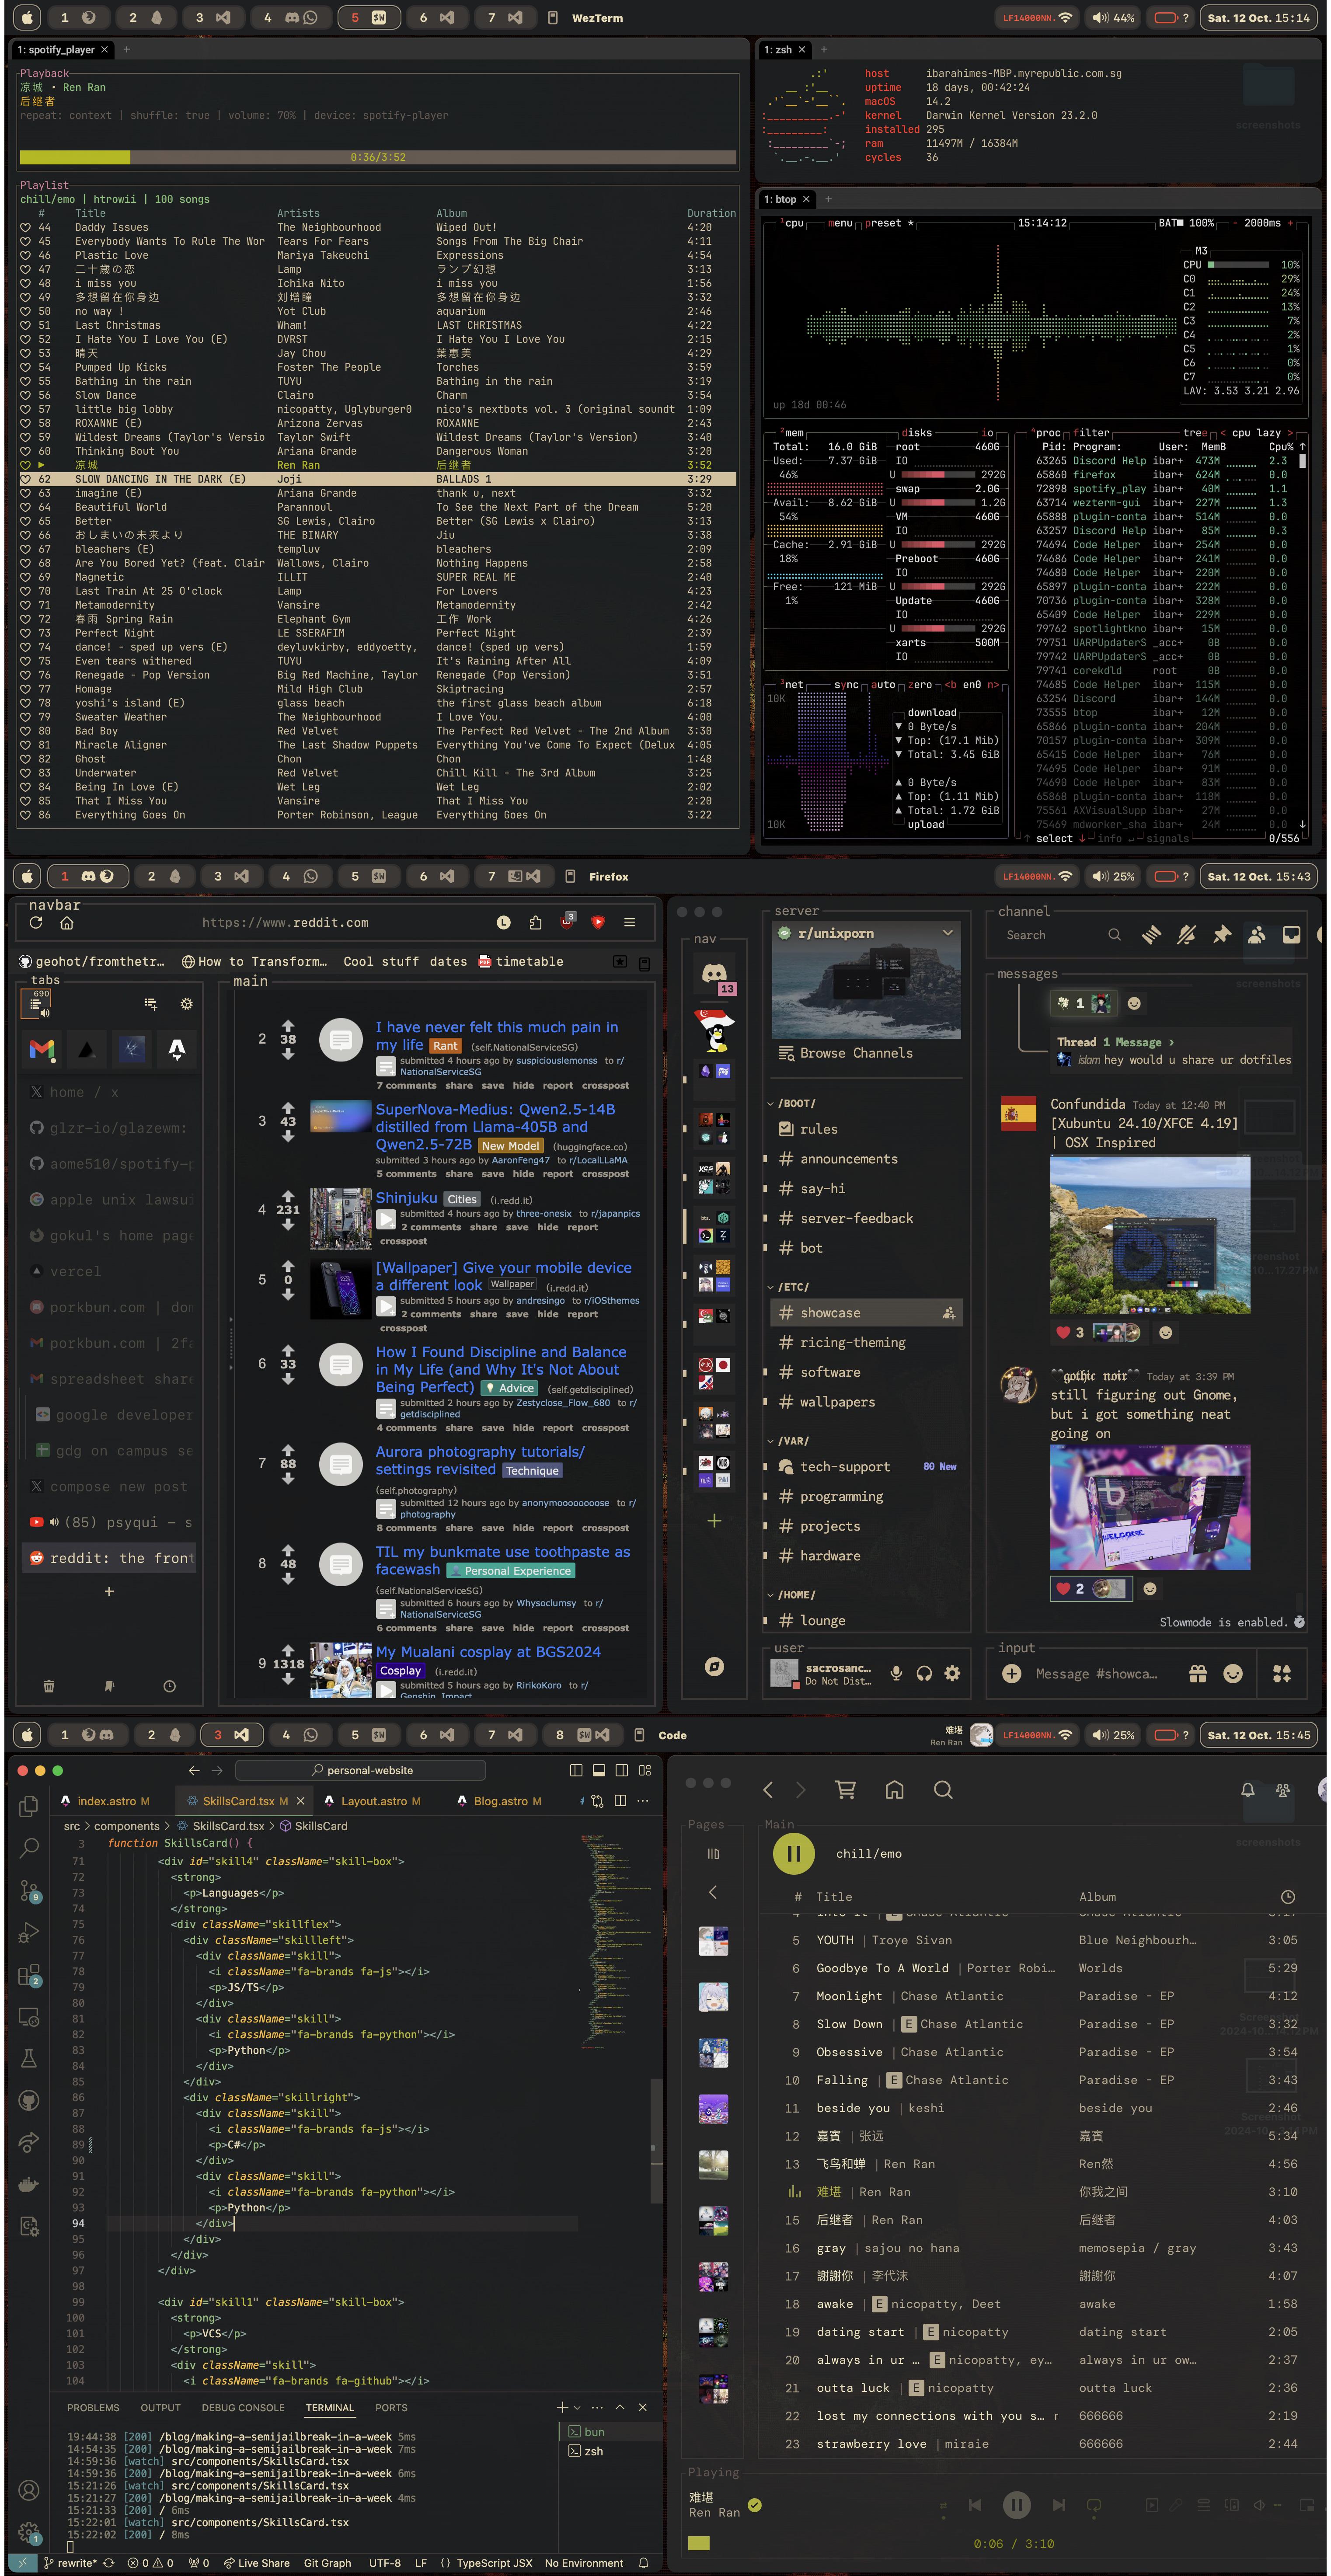 1 2 3 4 5 6 7 WezTerm LF14000NN. 44% ? Sat. 12 Oct. 15:14
1: spotify_player × +
Playback
凉城 • Ren Ran
后继者
repeat: context | shuffle: true | volume: 70% | device: spotify-player
0:36/3:52
Playlist
chill/emo | htrowii | 100 songs
# Title Artists Album Duration
44 Daddy Issues The Neighbourhood Wiped Out! 4:20
45 Everybody Wants To Rule The Wor Tears For Fears Songs From The Big Chair 4:11
46 Plastic Love Mariya Takeuchi Expressions 4:54
47 二十歳の恋 Lamp ランプ幻想 3:13
48 i miss you Ichika Nito i miss you 1:56
49 多想留在你身边 刘增瞳 多想留在你身边 3:32
50 no way ! Yot Club aquarium 2:46
51 Last Christmas Wham! LAST CHRISTMAS 4:22
52 I Hate You I Love You (E) DVRST I Hate You I Love You 2:15
53 晴天 Jay Chou 葉惠美 4:29
54 Pumped Up Kicks Foster The People Torches 3:59
55 Bathing in the rain TUYU Bathing in the rain 3:19
56 Slow Dance Clairo Charm 3:54
57 little big lobby nicopatty, Uglyburger0 nico's nextbots vol. 3 (original soundt 1:09
58 ROXANNE (E) Arizona Zervas ROXANNE 2:43
59 Wildest Dreams (Taylor's Versio Taylor Swift Wildest Dreams (Taylor's Version) 3:40
60 Thinking Bout You Ariana Grande Dangerous Woman 3:20
▶ 凉城 Ren Ran 后继者 3:52
62 SLOW DANCING IN THE DARK (E) Joji BALLADS 1 3:29
63 imagine (E) Ariana Grande thank u, next 3:32
64 Beautiful World Parannoul To See the Next Part of the Dream 5:20
65 Better SG Lewis, Clairo Better (SG Lewis x Clairo) 3:13
66 おしまいの未来より THE BINARY Jiu 3:38
67 bleachers (E) templuv bleachers 2:09
68 Are You Bored Yet? (feat. Clair Wallows, Clairo Nothing Happens 2:58
69 Magnetic ILLIT SUPER REAL ME 2:40
70 Last Train At 25 O'clock Lamp For Lovers 4:23
71 Metamodernity Vansire Metamodernity 2:42
72 春雨 Spring Rain Elephant Gym 工作 Work 4:26
73 Perfect Night LE SSERAFIM Perfect Night 2:39
74 dance! - sped up vers (E) deyluvkirby, eddyoetty, dance! (sped up vers) 1:59
75 Even tears withered TUYU It's Raining After All 4:09
76 Renegade - Pop Version Big Red Machine, Taylor Renegade (Pop Version) 3:51
77 Homage Mild High Club Skiptracing 2:57
78 yoshi's island (E) glass beach the first glass beach album 6:18
79 Sweater Weather The Neighbourhood I Love You. 4:00
80 Bad Boy Red Velvet The Perfect Red Velvet - The 2nd Album 3:30
81 Miracle Aligner The Last Shadow Puppets Everything You've Come To Expect (Delux 4:05
82 Ghost Chon Chon 1:48
83 Underwater Red Velvet Chill Kill - The 3rd Album 3:25
84 Being In Love (E) Wet Leg Wet Leg 2:02
85 That I Miss You Vansire That I Miss You 2:20
86 Everything Goes On Porter Robinson, League Everything Goes On 3:22
1: zsh × +
host ibarahimes-MBP.myrepublic.com.sg
uptime 18 days, 00:42:24
macOS 14.2
kernel Darwin Kernel Version 23.2.0
installed 295
ram 11497M / 16384M
cycles 36
screenshots
1: btop × +
¹cpu menu preset * 15:14:12 BAT■ 100% - 2000ms +
M3
CPU 10%
C0 29%
C1 24%
C2 13%
C3 7%
C4 2%
C5 1%
C6 0%
C7 0%
LAV: 3.53 3.21 2.96
up 18d 00:46
²mem disks io
Total: 16.0 GiB
Used: 7.37 GiB
46%
Avail: 8.62 GiB
54%
Cache: 2.91 GiB
18%
Free: 121 MiB
1%
root 460G
IO
U 292G
swap 2.0G
U 1.2G
VM 460G
IO
U 292G
Preboot 460G
IO
U 292G
Update 460G
IO
U 292G
xarts 500M
IO
⁴proc filter tree < cpu lazy >
Pid: Program: User: MemB Cpu% ↑
63265 Discord Help ibar+ 473M 2.3
65860 firefox ibar+ 624M 0.0
72898 spotify_play ibar+ 40M 1.1
63714 wezterm-gui ibar+ 227M 1.3
65888 plugin-conta ibar+ 514M 0.0
63257 Discord Help ibar+ 85M 0.3
74694 Code Helper ibar+ 254M 0.0
74686 Code Helper ibar+ 241M 0.0
74680 Code Helper ibar+ 220M 0.0
65897 plugin-conta ibar+ 222M 0.0
70736 plugin-conta ibar+ 328M 0.0
65409 Code Helper ibar+ 229M 0.0
79762 spotlightkno ibar+ 15M 0.0
79751 UARPUpdaterS _acc+ 0B 0.0
79742 UARPUpdaterS _acc+ 0B 0.0
79741 corekdld root 0B 0.0
74685 Code Helper ibar+ 115M 0.0
63254 Discord ibar+ 144M 0.0
73555 btop ibar+ 12M 0.0
65866 plugin-conta ibar+ 204M 0.0
70157 plugin-conta ibar+ 309M 0.0
65415 Code Helper ibar+ 76M 0.0
74695 Code Helper ibar+ 91M 0.0
74690 Code Helper ibar+ 83M 0.0
65868 plugin-conta ibar+ 118M 0.0
75561 AXVisualSupp ibar+ 27M 0.0
75469 mdworker_sha ibar+ 24M 0.0
↑ select ↓ info ↵ signals 0/556
³net sync auto zero <b en0 n>
10K
download
▼ 0 Byte/s
▼ Top: (17.1 Mib)
▼ Total: 3.45 GiB
▲ 0 Byte/s
▲ Top: (1.11 Mib)
▲ Total: 1.72 GiB
upload
10K
1 2 3 4 5 6 7 Firefox LF14000NN. 25% ? Sat. 12 Oct. 15:43
navbar
https://www.reddit.com L 3
geohot/fromthetr… How to Transform… Cool stuff dates timetable
tabs
690
home / x
glzr-io/glazewm:
aome510/spotify-p
apple unix lawsui
gokul's home page
vercel
porkbun.com | dom
porkbun.com | 2fa
spreadsheet share
google developer
gdg on campus se
compose new post
(85) psyqui – s
reddit: the front
+
main
2 38 I have never felt this much pain in
my life Rant (self.NationalServiceSG)
submitted 4 hours ago by suspiciouslemonss to r/
NationalServiceSG
7 comments share save hide report crosspost
3 43 SuperNova-Medius: Qwen2.5-14B
distilled from Llama-405B and
Qwen2.5-72B New Model (huggingface.co)
submitted 3 hours ago by AaronFeng47 to r/LocalLLaMA
5 comments share save hide report crosspost
4 231 Shinjuku Cities (i.redd.it)
submitted 4 hours ago by three-onesix to r/japanpics
2 comments share save hide report
crosspost
5 0 [Wallpaper] Give your mobile device
a different look Wallpaper (i.redd.it)
submitted 5 hours ago by andresingo to r/iOSthemes
2 comments share save hide report
crosspost
6 33 How I Found Discipline and Balance
in My Life (and Why It's Not About
Being Perfect) Advice (self.getdisciplined)
submitted 2 hours ago by Zestyclose_Flow_680 to r/
getdisciplined
4 comments share save hide report crosspost
7 88 Aurora photography tutorials/
settings revisited Technique
(self.photography)
submitted 12 hours ago by anonymoooooooose to r/
photography
8 comments share save hide report crosspost
8 48 TIL my bunkmate use toothpaste as
facewash Personal Experience
(self.NationalServiceSG)
submitted 6 hours ago by Whysoclumsy to r/
NationalServiceSG
6 comments share save hide report crosspost
9 1318 My Mualani cosplay at BGS2024
Cosplay (i.redd.it)
submitted 5 hours ago by RirikoKoro to r/
Genshin_Impact
nav
13
server
r/unixporn
Browse Channels
/BOOT/
rules
# announcements
# say-hi
# server-feedback
# bot
/ETC/
# showcase
# ricing-theming
# software
# wallpapers
/VAR/
tech-support 80 New
# programming
# projects
# hardware
/HOME/
# lounge
user
sacrosanc...
Do Not Dist...
channel
Search
messages
1
Thread 1 Message ›
islam hey would u share ur dotfiles
Confundida Today at 12:40 PM
[Xubuntu 24.10/XFCE 4.19]
| OSX Inspired
3
gothic noir Today at 3:39 PM
still figuring out Gnome,
but i got something neat
going on
2
Slowmode is enabled.
input
Message #showca…
1 2 3 4 5 6 7 8 Code 难堪 Ren Ran LF14000NN. 25% ? Sat. 12 Oct. 15:45
personal-website
index.astro M SkillsCard.tsx M × Layout.astro M Blog.astro M
src > components > SkillsCard.tsx > SkillsCard
3 function SkillsCard() {
71 <div id="skill4" className="skill-box">
72 <strong>
73 <p>Languages</p>
74 </strong>
75 <div className="skillflex">
76 <div className="skillleft">
77 <div className="skill">
78 <i className="fa-brands fa-js"></i>
79 <p>JS/TS</p>
80 </div>
81 <div className="skill">
82 <i className="fa-brands fa-python"></i>
83 <p>Python</p>
84 </div>
85 </div>
86 <div className="skillright">
87 <div className="skill">
88 <i className="fa-brands fa-js"></i>
89 <p>C#</p>
90 </div>
91 <div className="skill">
92 <i className="fa-brands fa-python"></i>
93 <p>Python</p>
94 </div>
95 </div>
96 </div>
97 </div>
98
99 <div id="skill1" className="skill-box">
100 <strong>
101 <p>VCS</p>
102 </strong>
103 <div className="skill">
104 <i className="fa-brands fa-github"></i>
PROBLEMS OUTPUT DEBUG CONSOLE TERMINAL PORTS
19:44:38 [200] /blog/making-a-semijailbreak-in-a-week 5ms
14:54:35 [200] /blog/making-a-semijailbreak-in-a-week 7ms
14:59:36 [watch] src/components/SkillsCard.tsx
14:59:36 [200] /blog/making-a-semijailbreak-in-a-week 6ms
15:21:26 [watch] src/components/SkillsCard.tsx
15:21:27 [200] /blog/making-a-semijailbreak-in-a-week 4ms
15:21:33 [200] / 6ms
15:22:01 [watch] src/components/SkillsCard.tsx
15:22:02 [200] / 8ms
bun
zsh
9
2
1
rewrite* 0 0 0 Live Share Git Graph UTF-8 LF {} TypeScript JSX No Environment
Pages
Main
screenshots
chill/emo
# Title Album
5 YOUTH | Troye Sivan Blue Neighbourh… 3:05
6 Goodbye To A World | Porter Robi… Worlds 5:29
7 Moonlight | Chase Atlantic Paradise - EP 4:12
8 Slow Down | E Chase Atlantic Paradise - EP 3:32
9 Obsessive | Chase Atlantic Paradise - EP 3:54
10 Falling | E Chase Atlantic Paradise - EP 3:43
11 beside you | keshi beside you 2:46
12 嘉賓 | 张远 嘉賓 5:34
13 飞鸟和蝉 | Ren Ran Ren然 4:56
难堪 | Ren Ran 你我之间 3:10
15 后继者 | Ren Ran 后继者 4:03
16 gray | sajou no hana memosepia / gray 3:43
17 謝謝你 | 李代沫 謝謝你 4:07
18 awake | E nicopatty, Deet awake 1:58
19 dating start | E nicopatty dating start 2:05
20 always in ur … E nicopatty, ey… always in ur ow… 2:37
21 outta luck | E nicopatty outta luck 2:36
22 lost my connections with you s… 666666 2:19
23 strawberry love | miraie 666666 2:44
Playing
难堪
Ren Ran
0:06 / 3:10